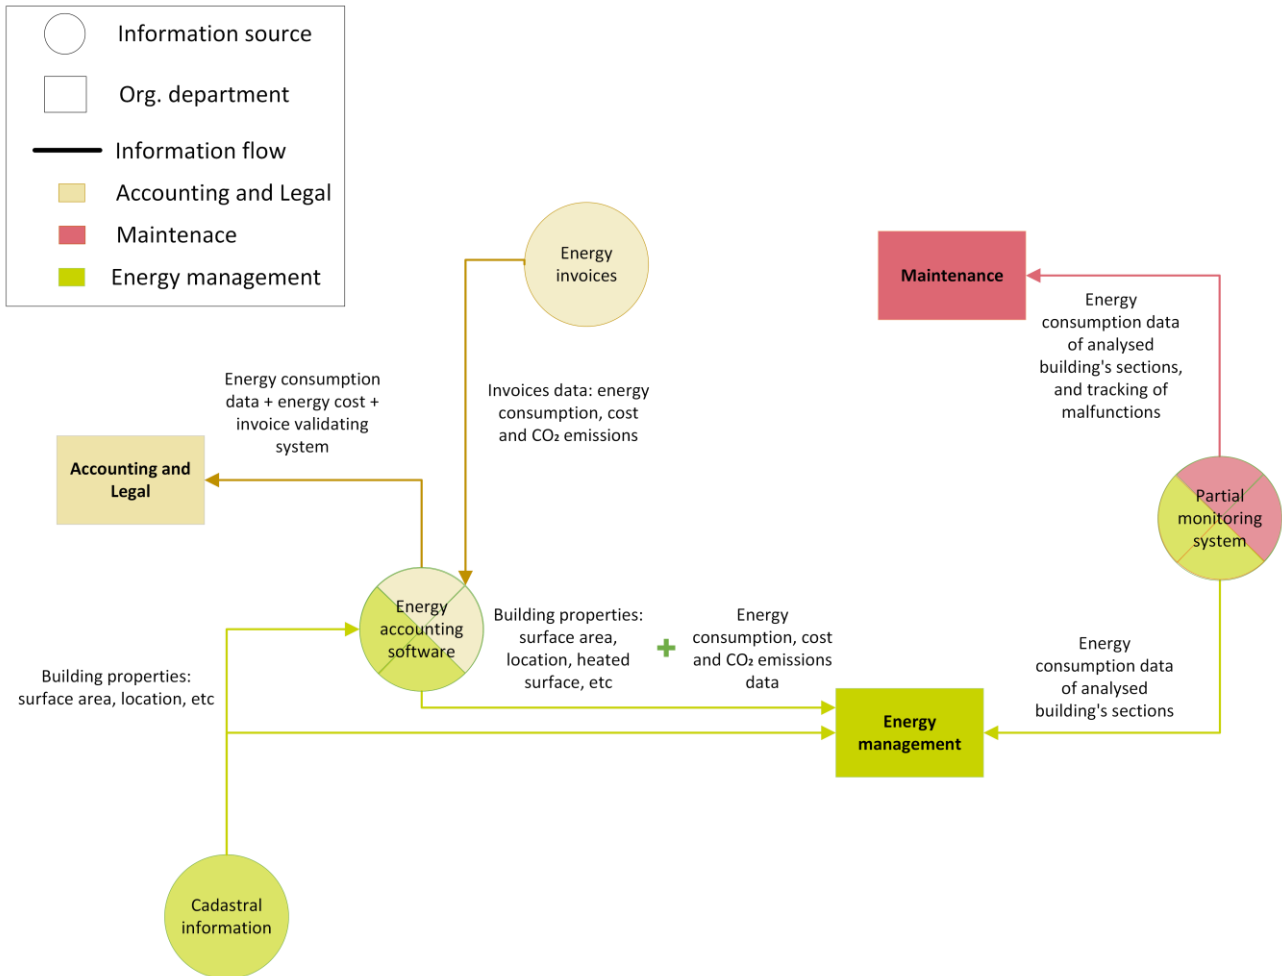 Information source
Org. department
Information flow
Accounting and Legal
Maintenace
Energy management
Energy
invoices
Maintenance
Energy
consumption data
of analysed
building's sections,
and tracking of
malfunctions
Energy consumption
data + energy cost +
invoice validating
system
Invoices data: energy
consumption, cost
and CO₂ emissions
Accounting and
Legal
Partial
monitoring
system
Energy
accounting
software
Building properties:
surface area,
location, heated
surface, etc
+
Energy
consumption, cost
and CO₂ emissions
data
Building properties:
surface area, location, etc
Energy
consumption data
of analysed
building's sections
Energy
management
Cadastral
information